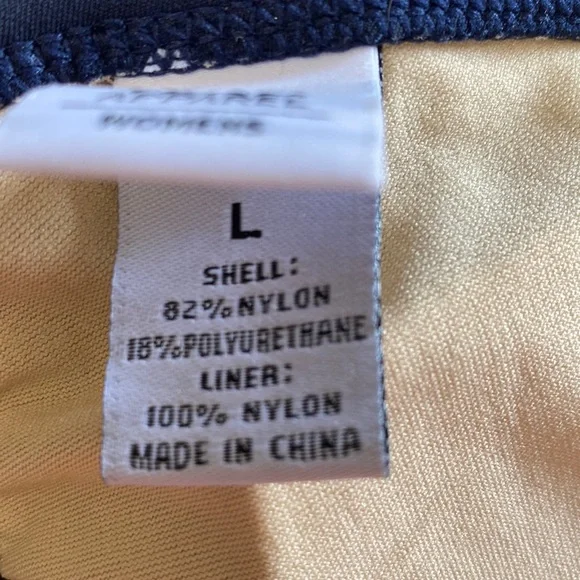 APPAREL
WOMENS
L
SHELL:
82%NYLON
18%POLYURETHANE
LINER:
100% NYLON
MADE IN CHINA